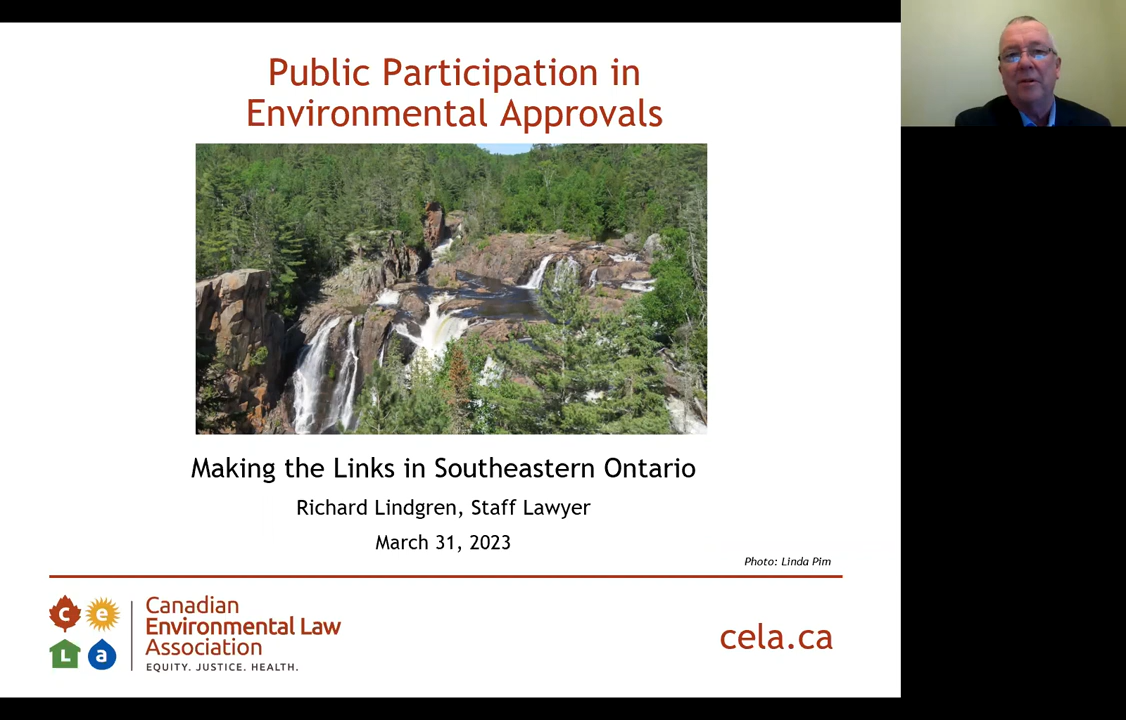 Public Participation in
Environmental Approvals
Making the Links in Southeastern Ontario
Richard Lindgren, Staff Lawyer
March 31, 2023
Photo: Linda Pim
c e
L a
Canadian
Environmental Law
Association
EQUITY. JUSTICE. HEALTH.
cela.ca